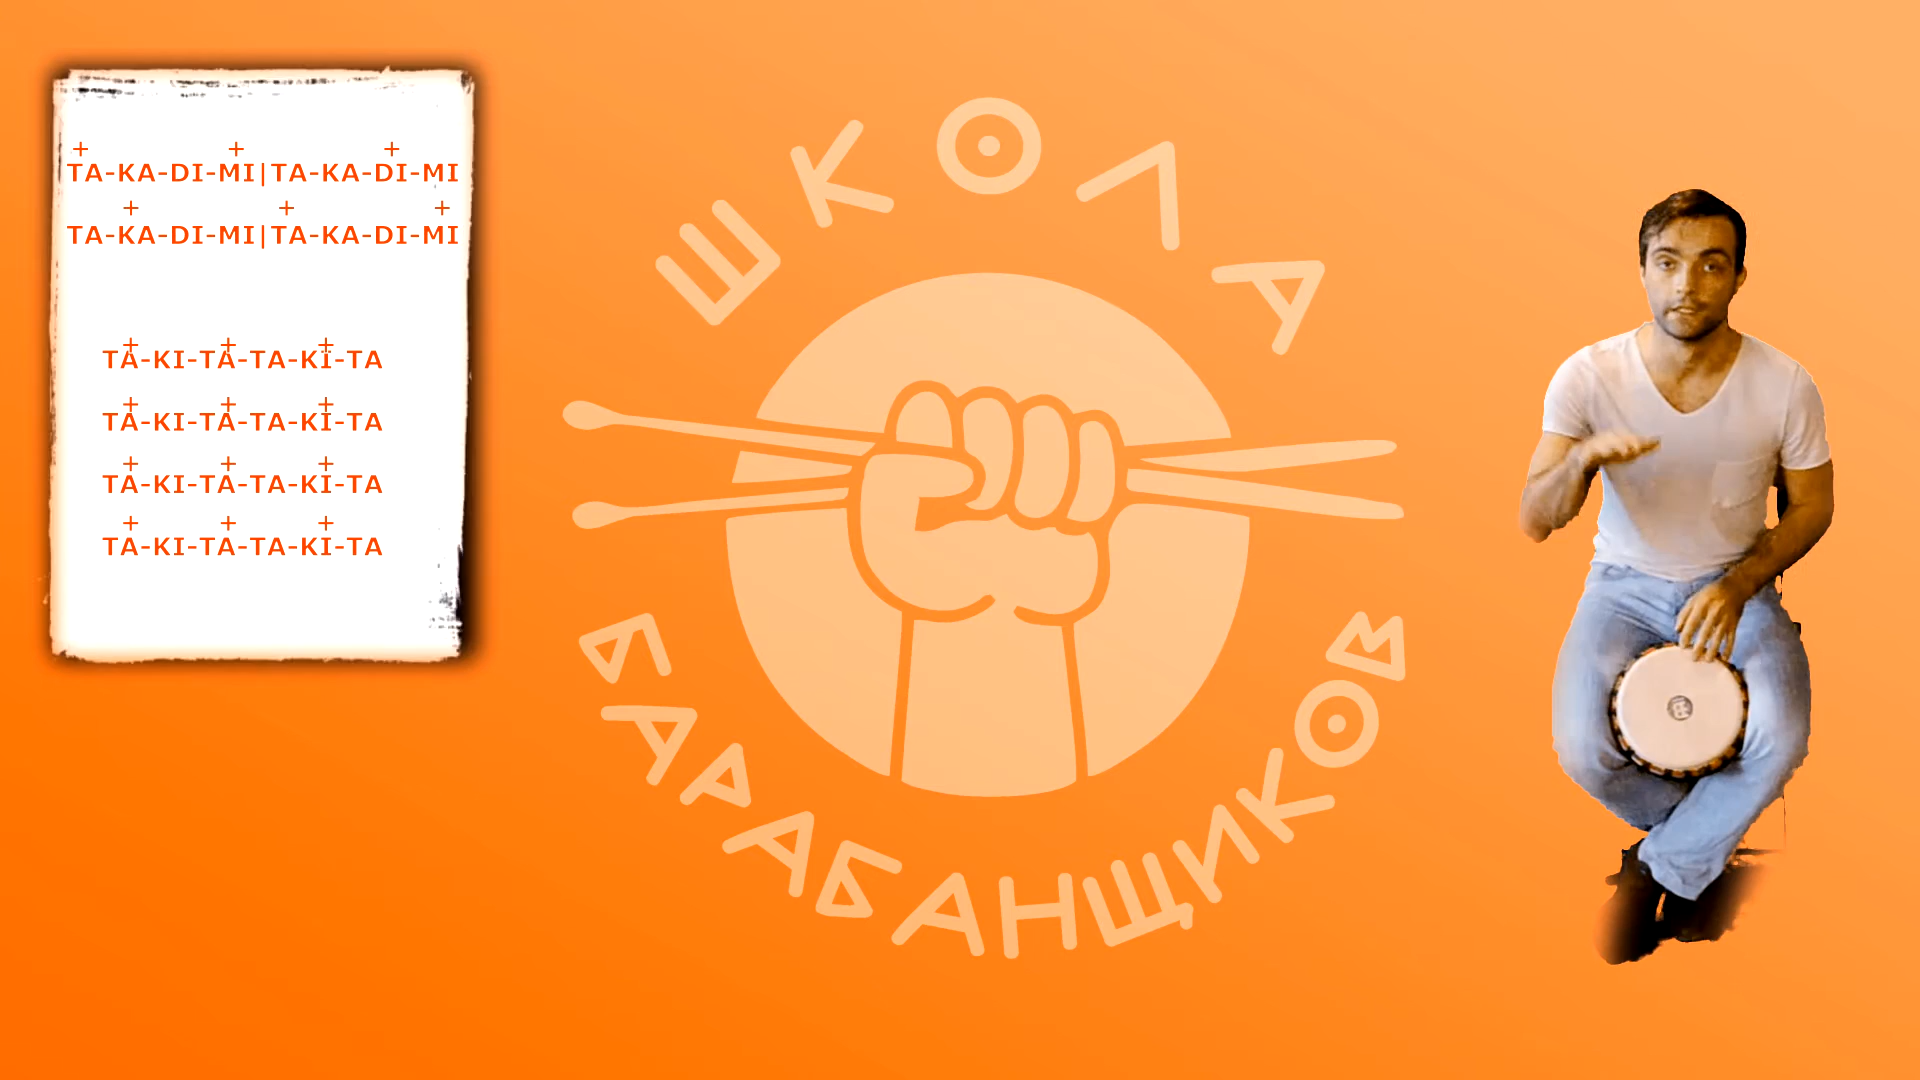 + + +
TA-KA-DI-MI|TA-KA-DI-MI
+ + +
TA-KA-DI-MI|TA-KA-DI-MI
+ + +
TA-KI-TA-TA-KI-TA
+ + +
TA-KI-TA-TA-KI-TA
+ + +
TA-KI-TA-TA-KI-TA
+ + +
TA-KI-TA-TA-KI-TA
ШКОЛА
БАРАБАНЩИКОВ